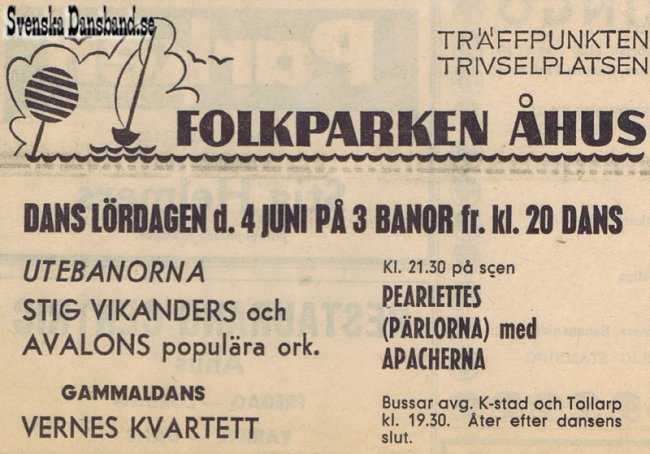 Svenska Dansband.se
TRÄFFPUNKTEN
TRIVSELPLATSEN
FOLKPARKEN ÅHUS
DANS LÖRDAGEN d. 4 JUNI PÅ 3 BANOR fr. kl. 20 DANS
UTEBANORNA
STIG VIKANDERS och
AVALONS populära ork.
GAMMALDANS
VERNES KVARTETT
Kl. 21.30 på scen
PEARLETTES
(PÄRLORNA) med
APACHERNA
Bussar avg. K-stad och Tollarp
kl. 19.30. Åter efter dansens
slut.